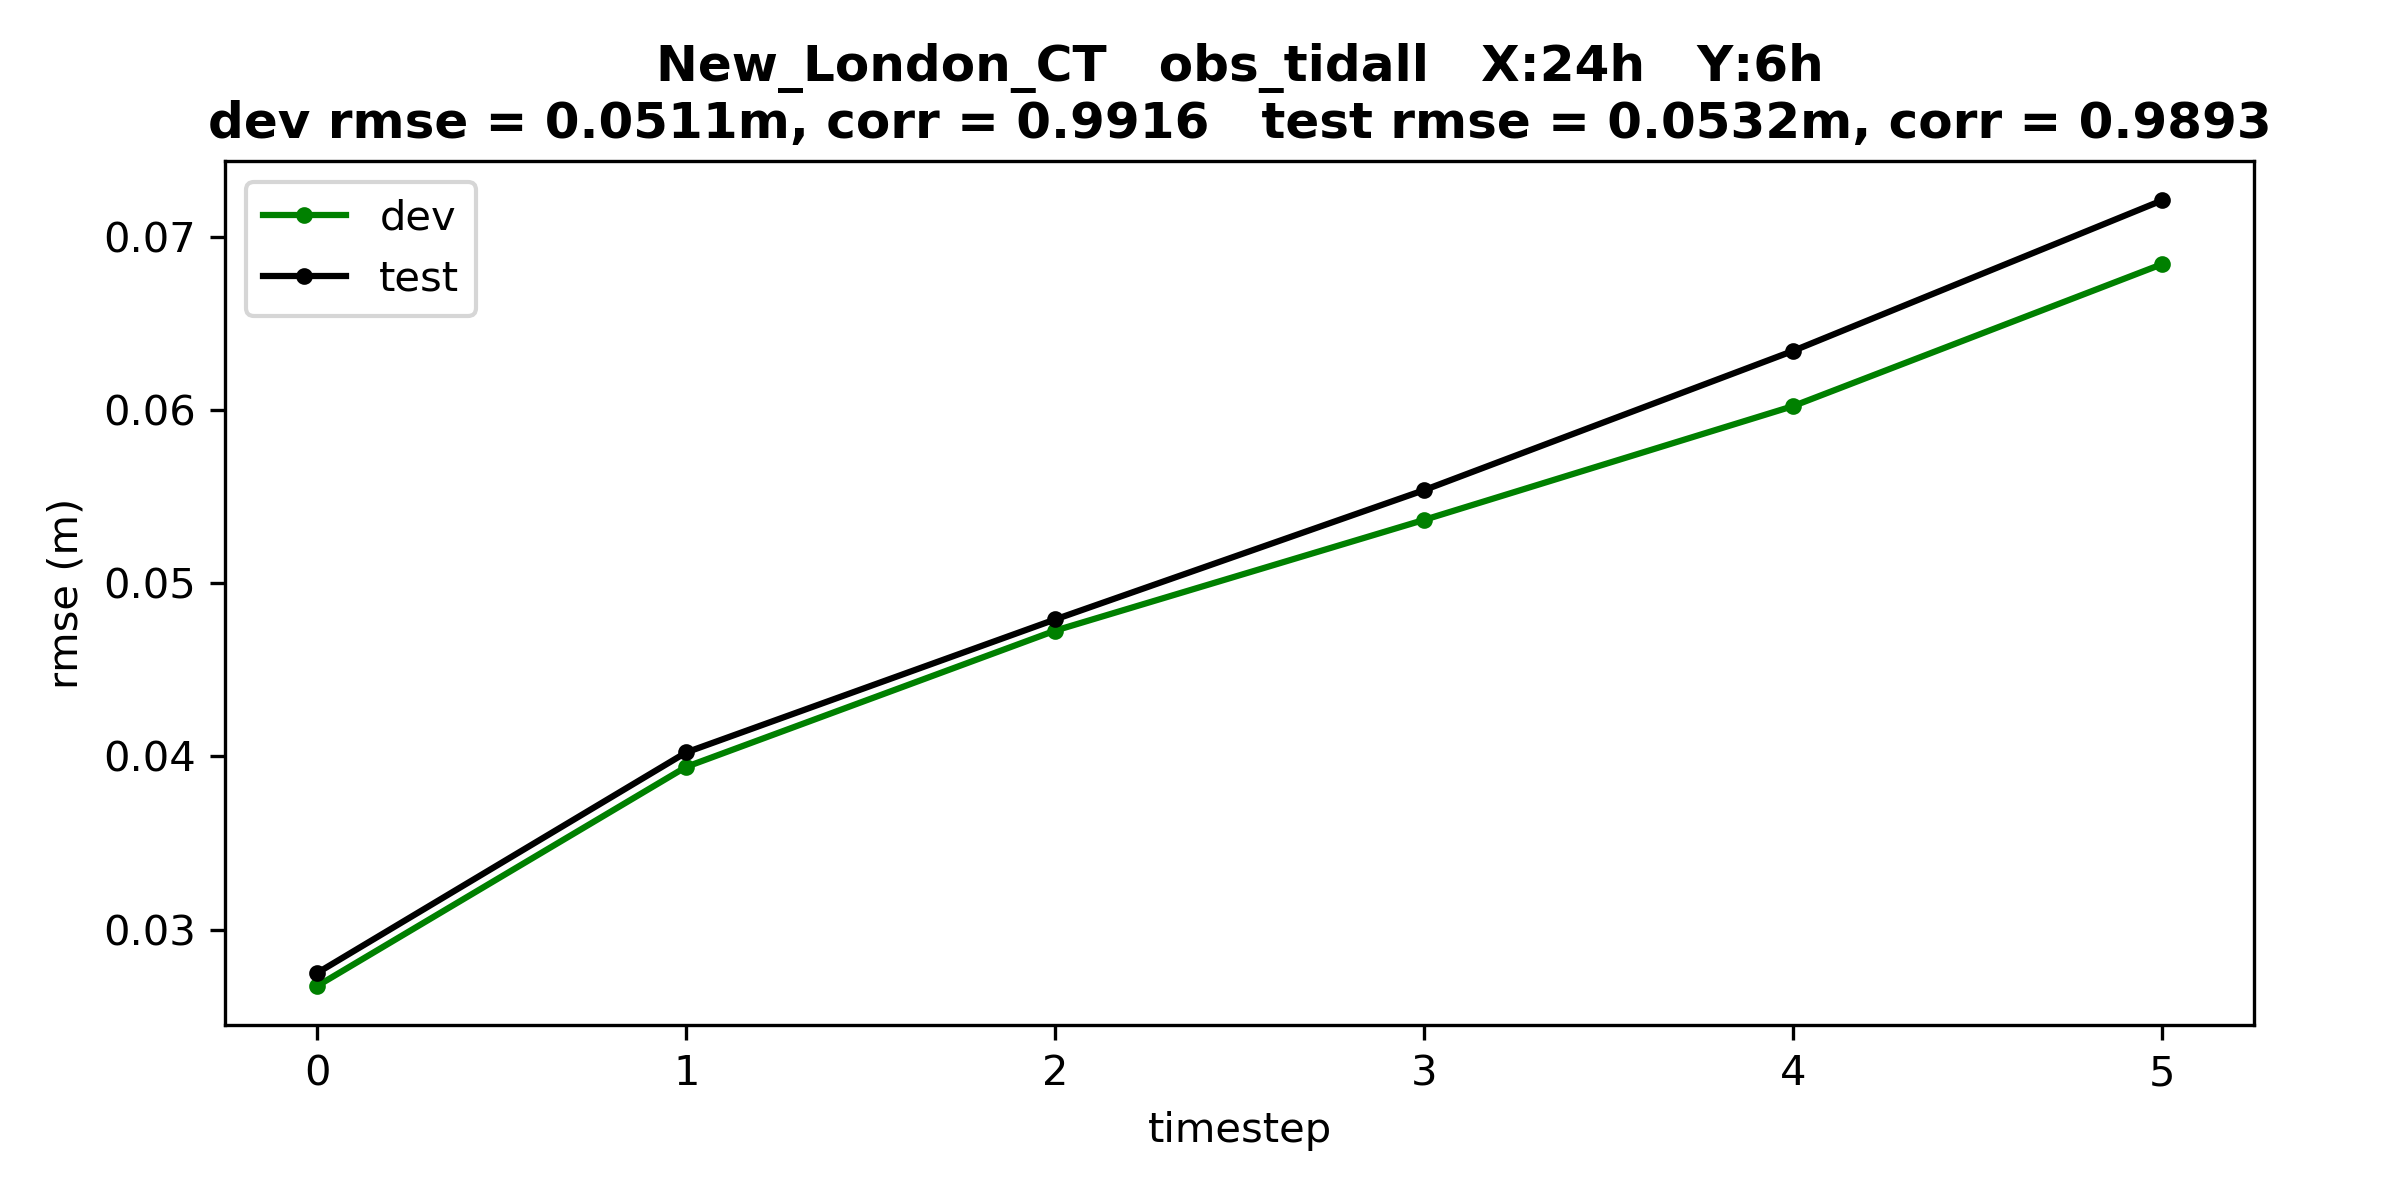 New_London_CT   obs_tidall   X:24h   Y:6h
dev rmse = 0.0511m, corr = 0.9916   test rmse = 0.0532m, corr = 0.9893
dev
test
0.07
0.06
0.05
0.04
0.03
rmse (m)
0 1 2 3 4 5
timestep